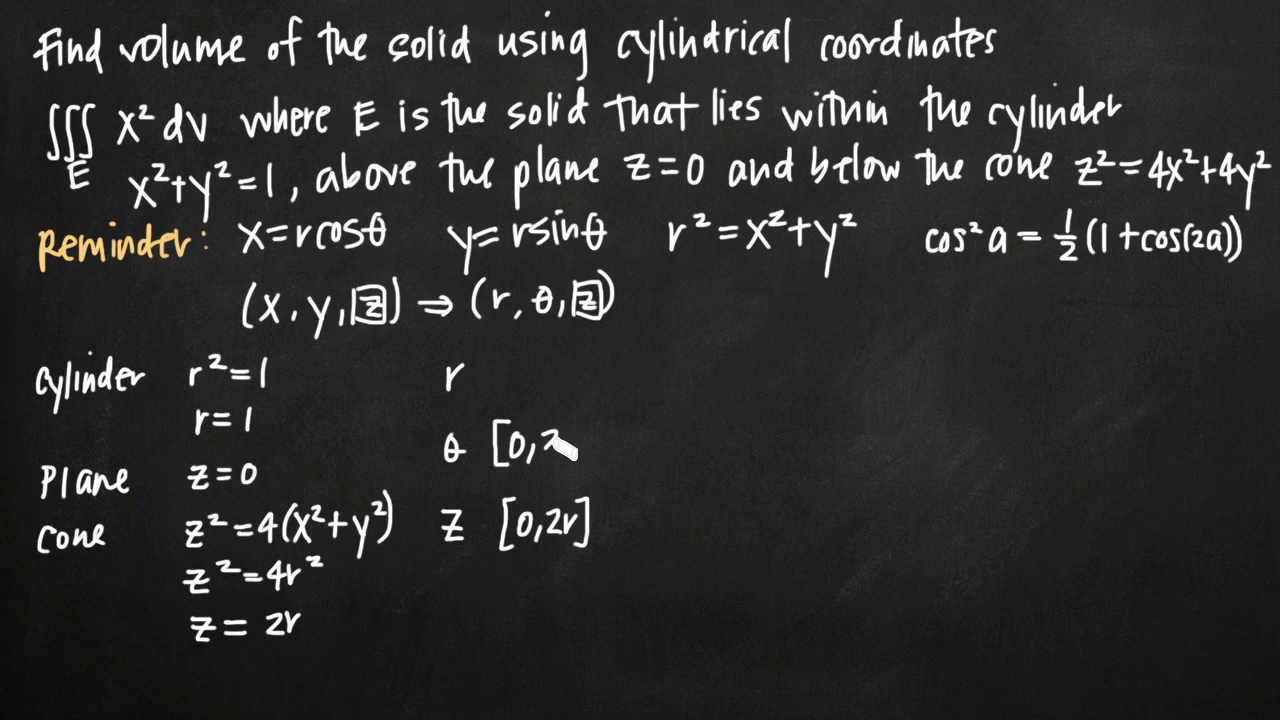 Find volume of the solid using cylindrical coordinates
∭_E x² dV where E is the solid that lies within the cylinder
x²+y²=1, above the plane z=0 and below the cone z²=4x²+4y²
Reminder: x=rcosθ y=rsinθ r²=x²+y² cos²a=½(1+cos(2a))
(x,y,z) ⇒ (r,θ,z)
cylinder r²=1 r
r=1
θ [0,2
Plane z=0
cone z²=4(x²+y²) z [0,2r]
z²=4r²
z=2r